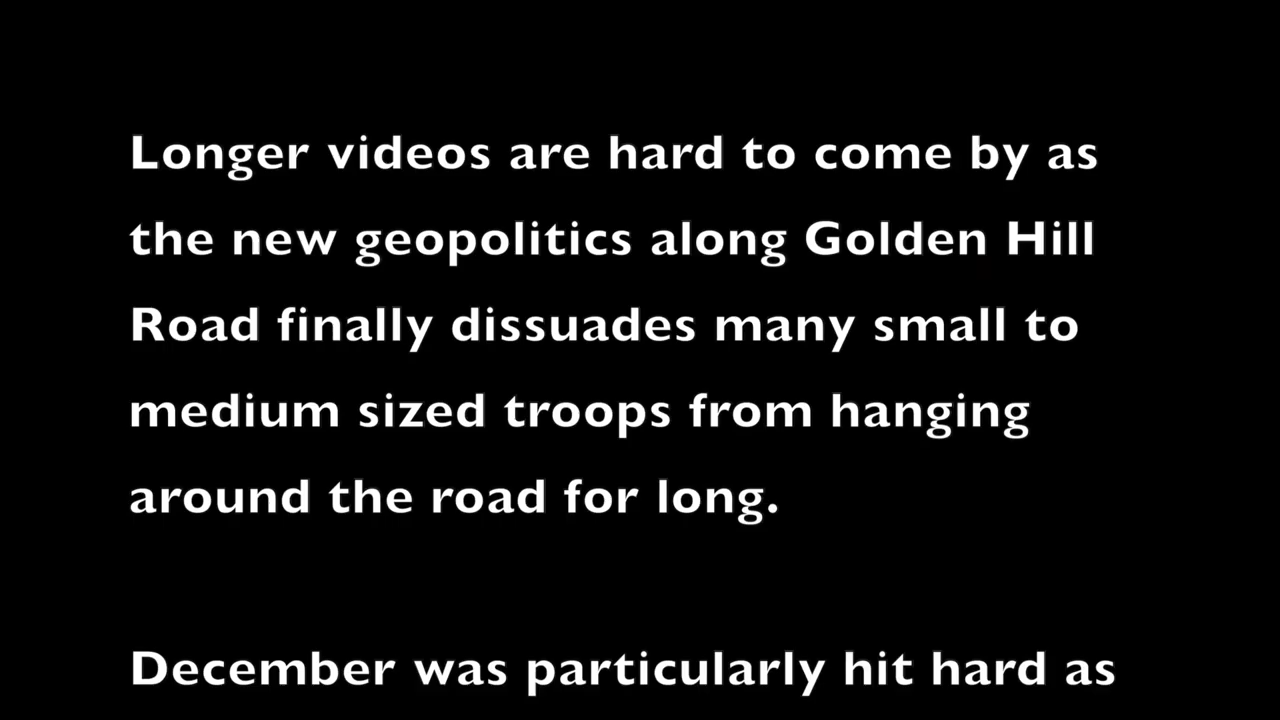 Longer videos are hard to come by as
the new geopolitics along Golden Hill
Road finally dissuades many small to
medium sized troops from hanging
around the road for long.
December was particularly hit hard as